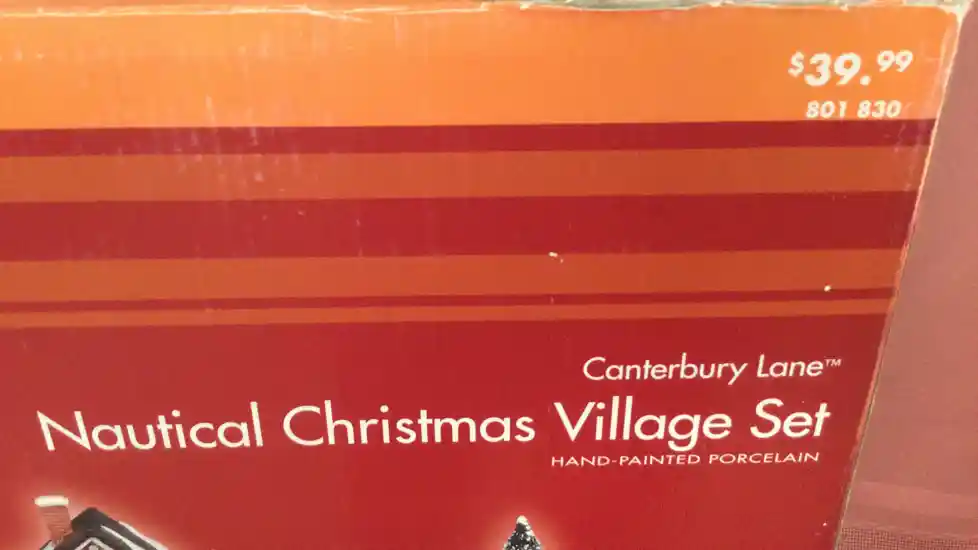 $39.99
801 830
Canterbury Lane™
Nautical Christmas Village Set
HAND-PAINTED PORCELAIN